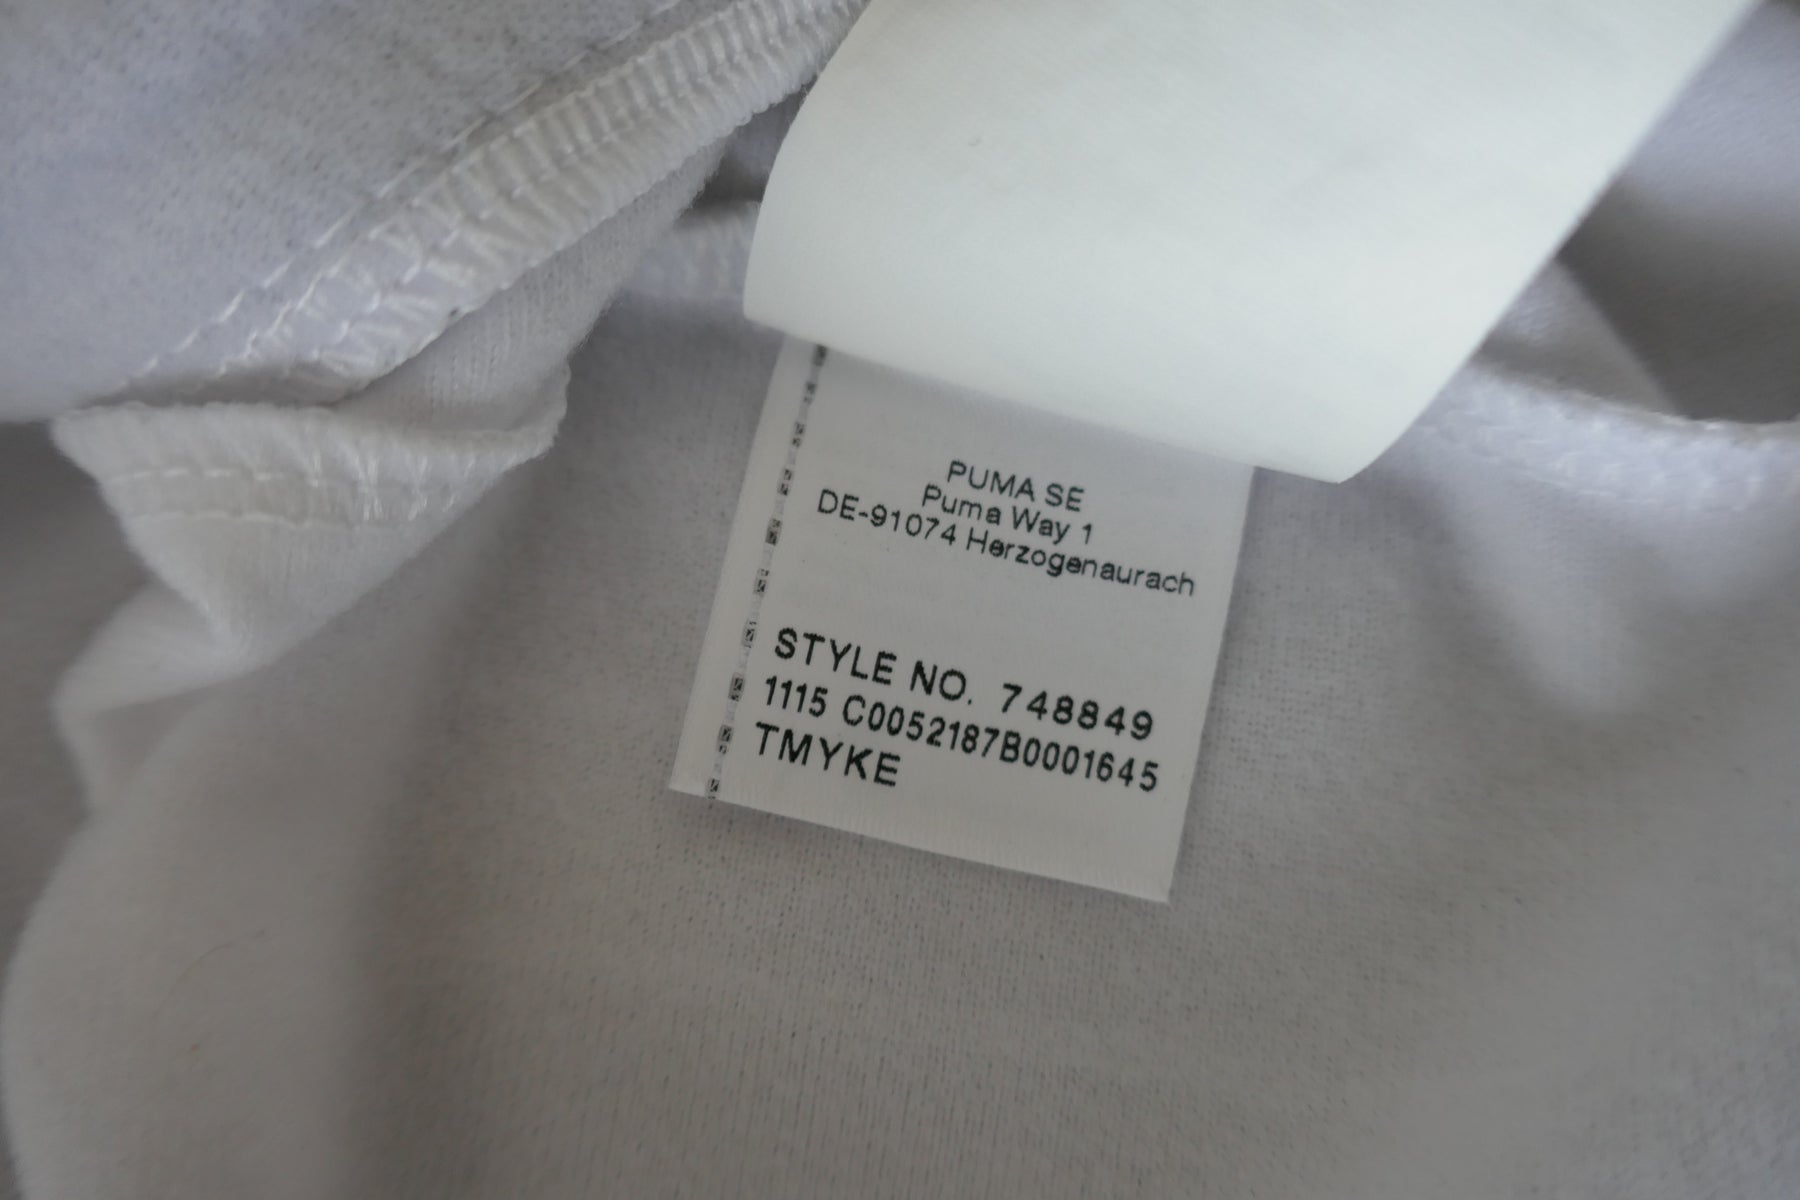 PUMA SE
Puma Way 1
DE-91074 Herzogenaurach
STYLE NO. 748849
1115 C0052187B0001645
TMYKE